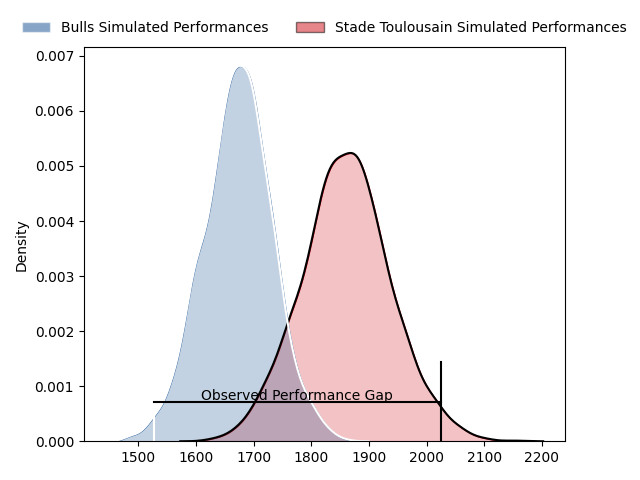 Bulls Simulated Performances
Stade Toulousain Simulated Performances
Density
0.007
0.006
0.005
0.004
0.003
0.002
0.001
0.000
Observed Performance Gap
1500 1600 1700 1800 1900 2000 2100 2200